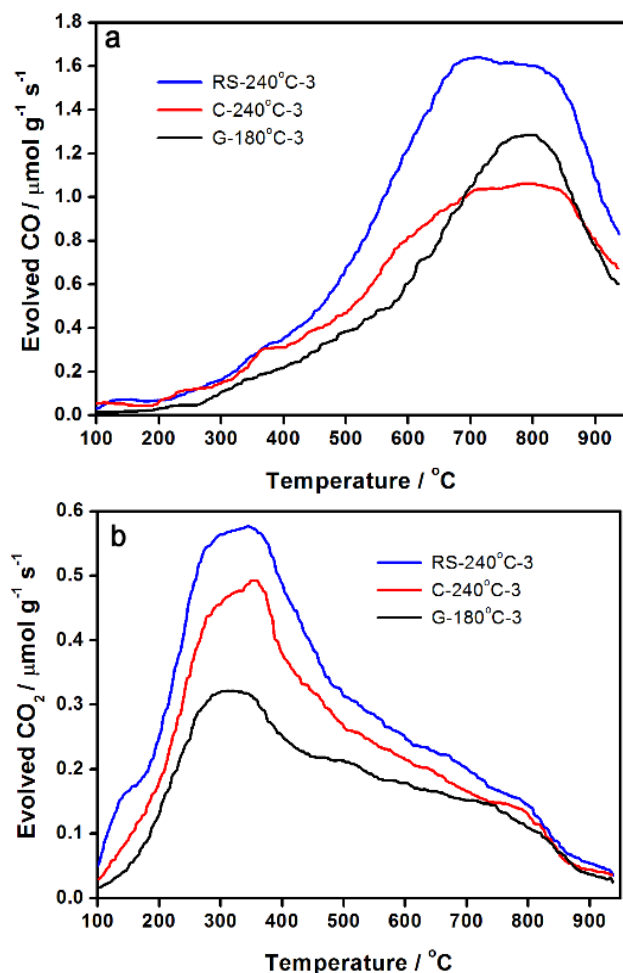 a
1.8
1.6
1.4
1.2
1.0
0.8
0.6
0.4
0.2
0.0
Evolved CO / μmol g⁻¹ s⁻¹
RS-240°C-3
C-240°C-3
G-180°C-3
100 200 300 400 500 600 700 800 900
Temperature / °C
b
0.6
0.5
0.4
0.3
0.2
0.1
0.0
Evolved CO₂ / μmol g⁻¹ s⁻¹
RS-240°C-3
C-240°C-3
G-180°C-3
100 200 300 400 500 600 700 800 900
Temperature / °C